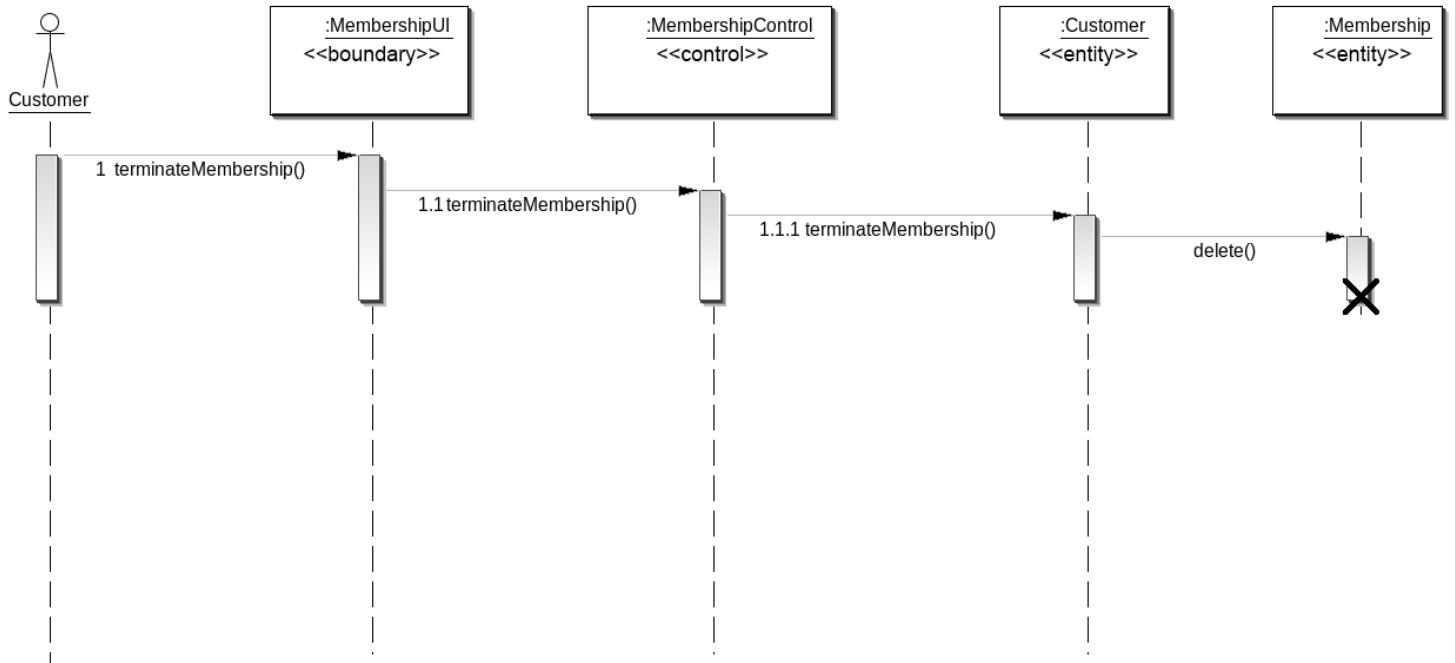 :MembershipUI
<<boundary>>
:MembershipControl
<<control>>
:Customer
<<entity>>
:Membership
<<entity>>
Customer
1 terminateMembership()
1.1 terminateMembership()
1.1.1 terminateMembership()
delete()